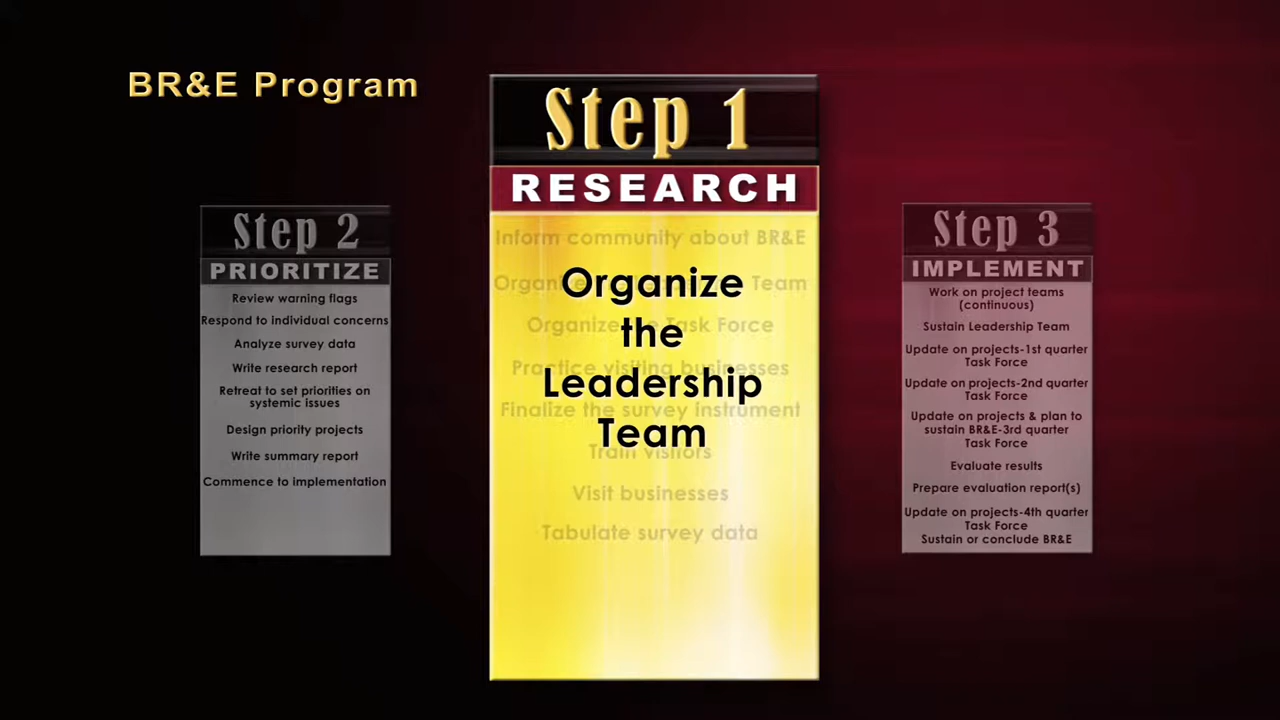 BR&E Program
Step 1
RESEARCH
Inform community about BR&E
Organize
Team
Organize
the
Task Force
Practice visiting businesses
Leadership
Finalize the survey instrument
Team
Train visitors
Visit businesses
Tabulate survey data
Step 2
PRIORITIZE
Review warning flags
Respond to individual concerns
Analyze survey data
Write research report
Retreat to set priorities on
systemic issues
Design priority projects
Write summary report
Commence to implementation
Step 3
IMPLEMENT
Work on project teams
(continuous)
Sustain Leadership Team
Update on projects-1st quarter
Task Force
Update on projects-2nd quarter
Task Force
Update on projects & plan to
sustain BR&E-3rd quarter
Task Force
Evaluate results
Prepare evaluation report(s)
Update on projects-4th quarter
Task Force
Sustain or conclude BR&E